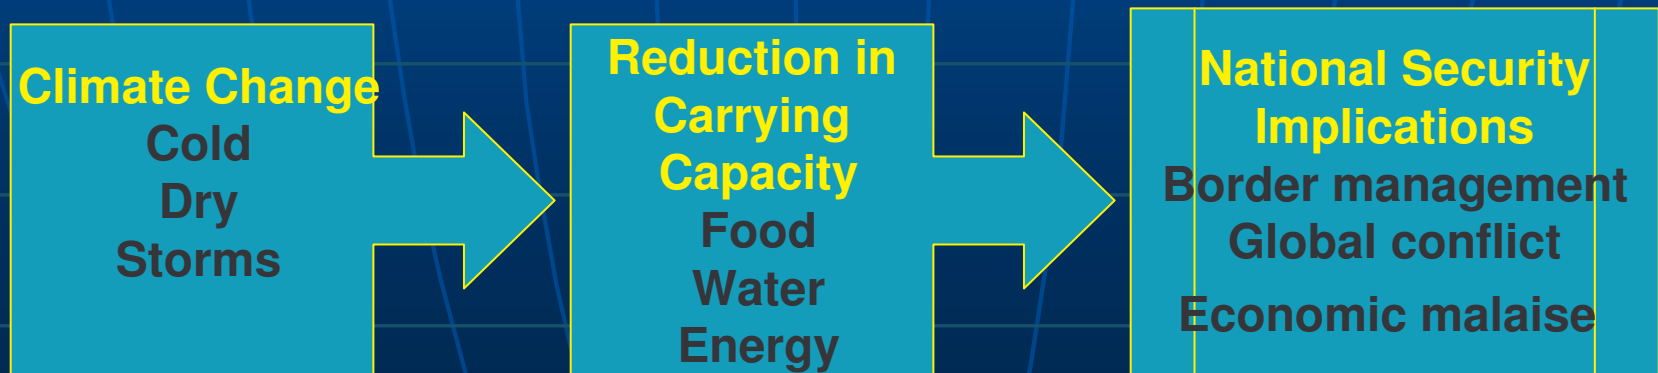 Climate Change
Cold
Dry
Storms
Reduction in
Carrying
Capacity
Food
Water
Energy
National Security
Implications
Border management
Global conflict
Economic malaise